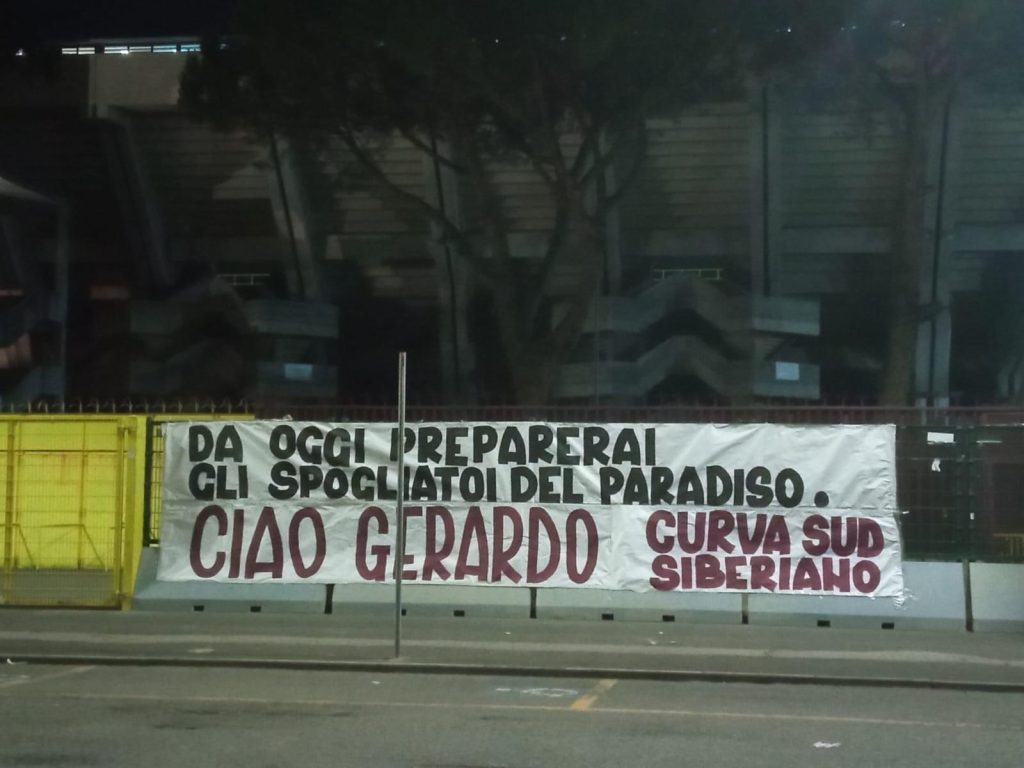 DA OGGI PREPARERAI
GLI SPOGLIATOI DEL PARADISO.
CIAO GERARDO
CURVA SUD
SIBERIANO